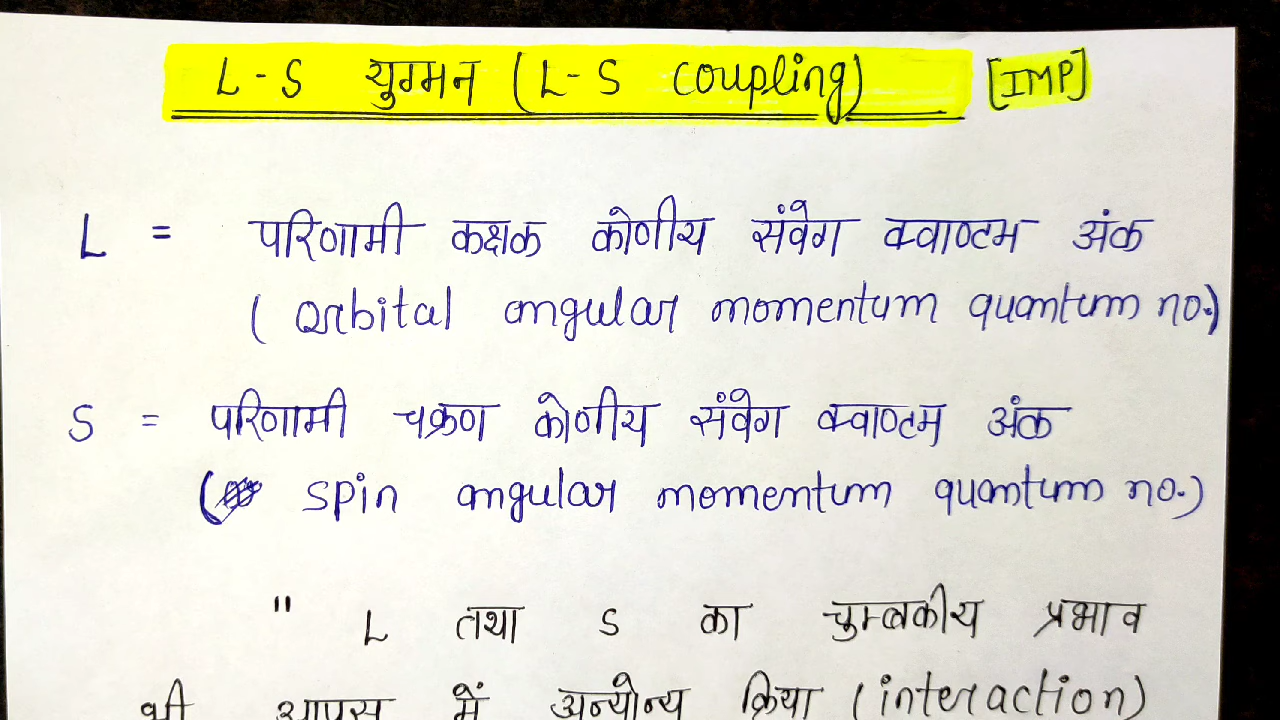 L-S युग्मन (L-S coupling) [IMP]
L = परिणामी कक्षक कोणीय संवेग क्वाण्टम अंक
(orbital angular momentum quantum no.)
S = परिणामी चक्रण कोणीय संवेग क्वाण्टम अंक
( spin angular momentum quantum no.)
" L तथा S का चुम्बकीय प्रभाव
भी आपस में अन्योन्य क्रिया (interaction)